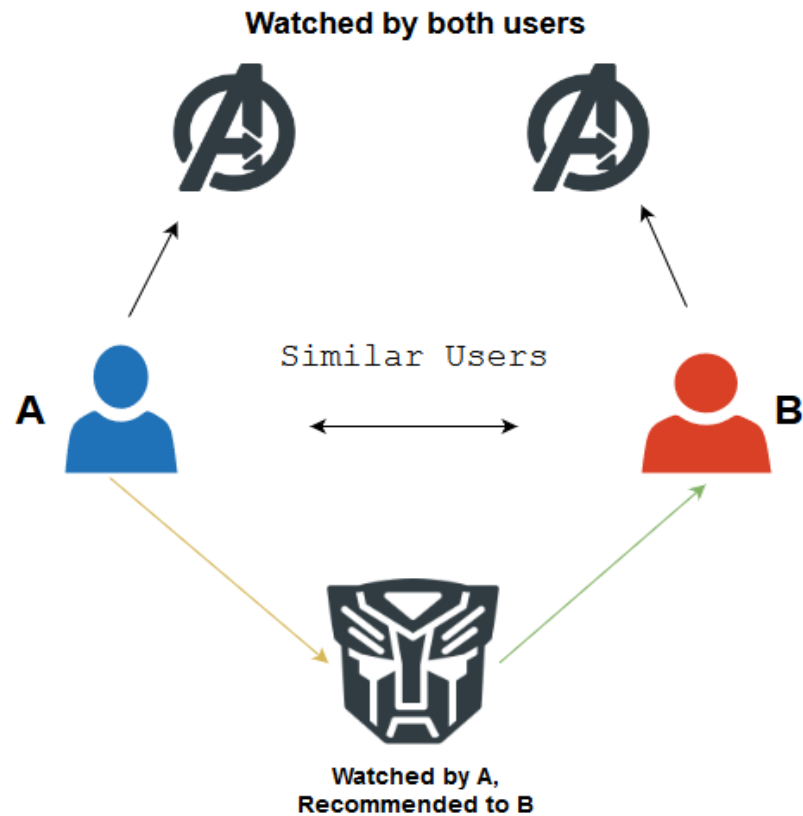 Watched by both users
Similar Users
A
B
Watched by A,
Recommended to B